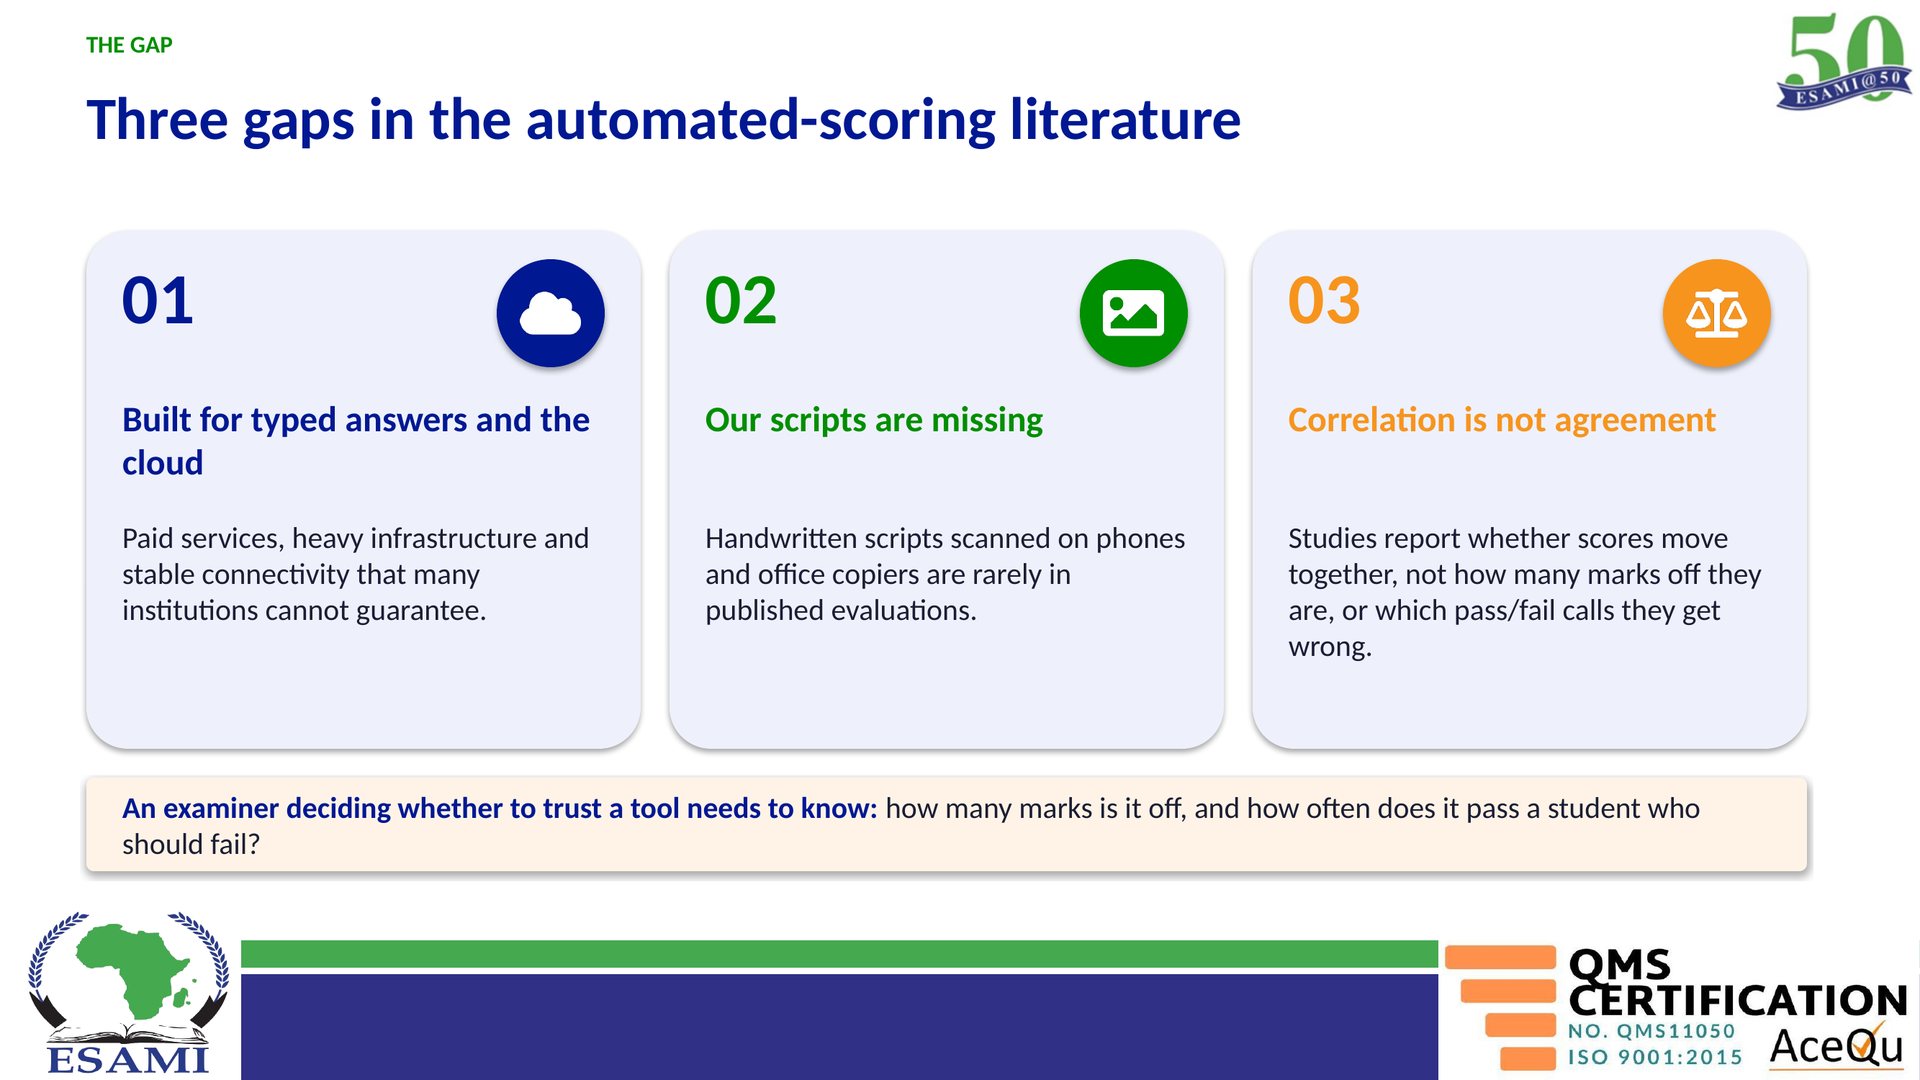 THE GAP
Three gaps in the automated-scoring literature
50
ESAMI@50
01
Built for typed answers and the
cloud
Paid services, heavy infrastructure and
stable connectivity that many
institutions cannot guarantee.
02
Our scripts are missing
Handwritten scripts scanned on phones
and office copiers are rarely in
published evaluations.
03
Correlation is not agreement
Studies report whether scores move
together, not how many marks off they
are, or which pass/fail calls they get
wrong.
An examiner deciding whether to trust a tool needs to know: how many marks is it off, and how often does it pass a student who
should fail?
ESAMI
QMS
CERTIFICATION
NO. QMS11050
ISO 9001:2015
AceQu